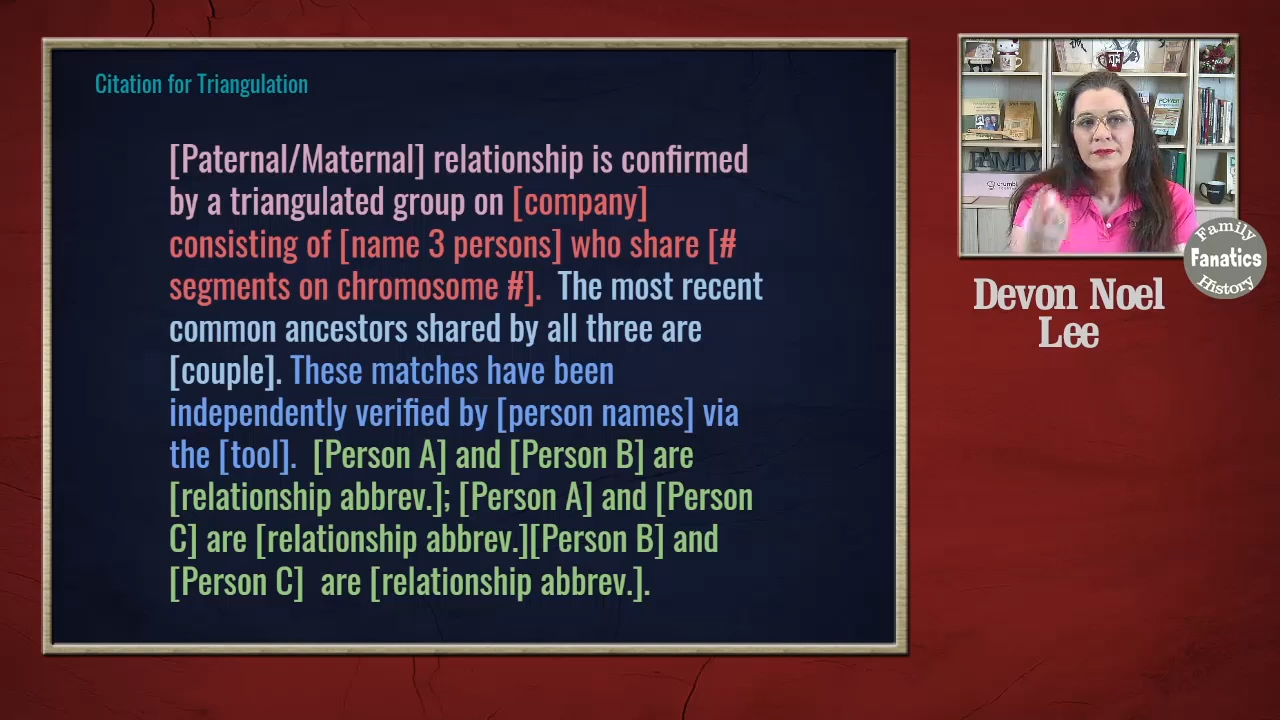 Citation for Triangulation
[Paternal/Maternal] relationship is confirmed
by a triangulated group on [company]
consisting of [name 3 persons] who share [#
segments on chromosome #].  The most recent
common ancestors shared by all three are
[couple]. These matches have been
independently verified by [person names] via
the [tool].  [Person A] and [Person B] are
[relationship abbrev.]; [Person A] and [Person
C] are [relationship abbrev.][Person B] and
[Person C]  are [relationship abbrev.].
FAMILY
Family
Fanatics
History
Devon Noel
Lee